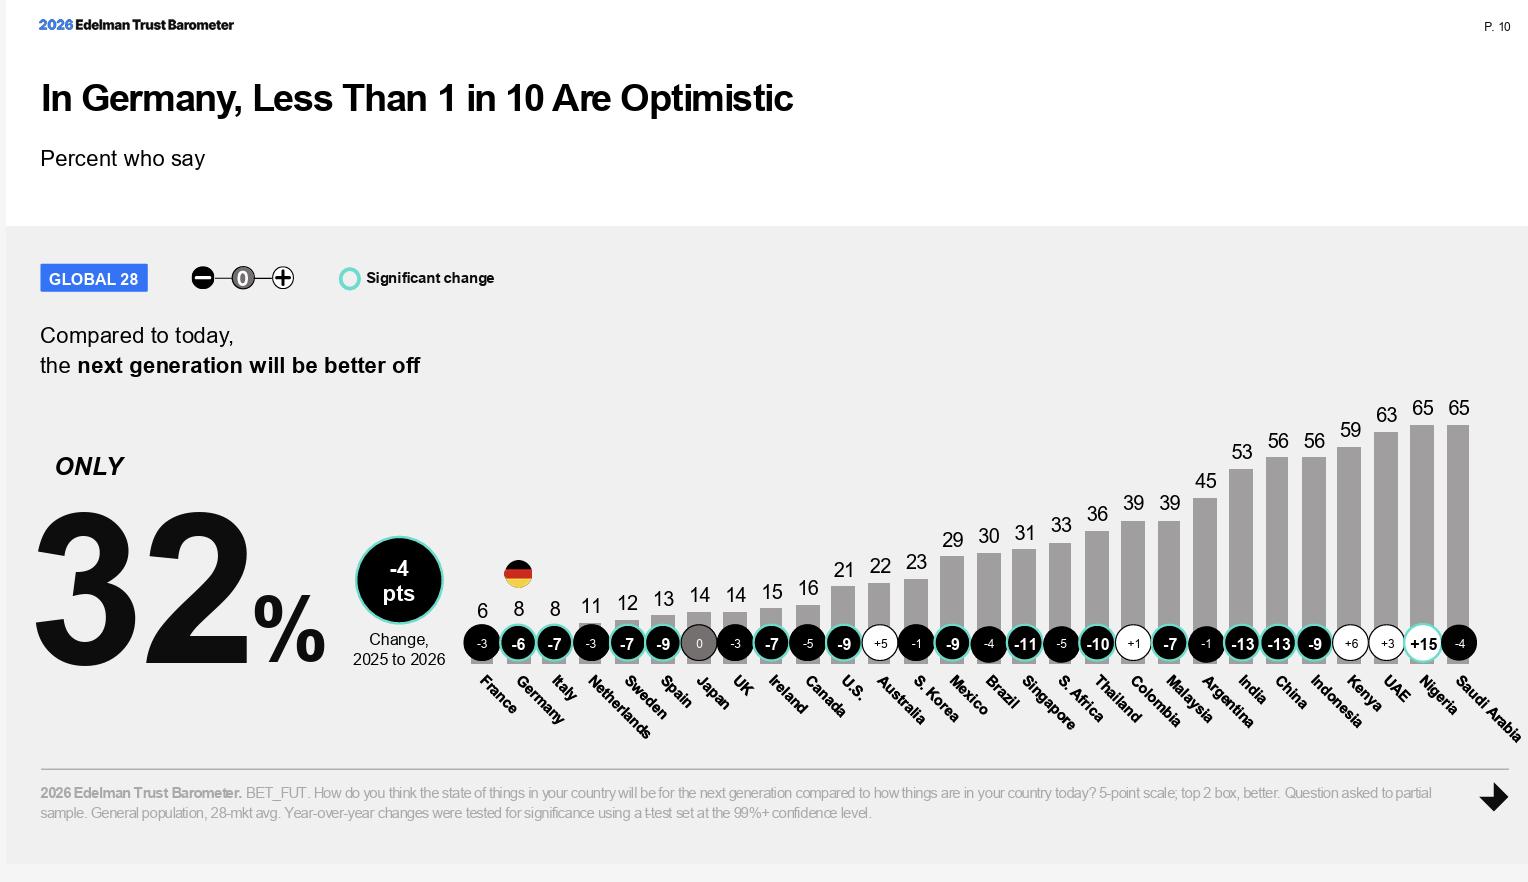 2026 Edelman Trust Barometer
P. 10
In Germany, Less Than 1 in 10 Are Optimistic
Percent who say
GLOBAL 28
0
Significant change
Compared to today,
the next generation will be better off
ONLY
32%
-4
pts
Change,
2025 to 2026
6 8 8 11 12 13 14 14 15 16 21 22 23 29 30 31 33 36 39 39 45 53 56 56 59 63 65 65
-3 -6 -7 -3 -7 -9 0 -3 -7 -5 -9 +5 -1 -9 -4 -11 -5 -10 +1 -7 -1 -13 -13 -9 +6 +3 +15 -4
France Germany Italy Netherlands Sweden Spain Japan UK Ireland Canada U.S. Australia S. Korea Mexico Brazil Singapore S. Africa Thailand Colombia Malaysia Argentina India China Indonesia Kenya UAE Nigeria Saudi Arabia
2026 Edelman Trust Barometer. BET_FUT. How do you think the state of things in your country will be for the next generation compared to how things are in your country today? 5-point scale; top 2 box, better. Question asked to partial
sample. General population, 28-mkt avg. Year-over-year changes were tested for significance using a t-test set at the 99%+ confidence level.